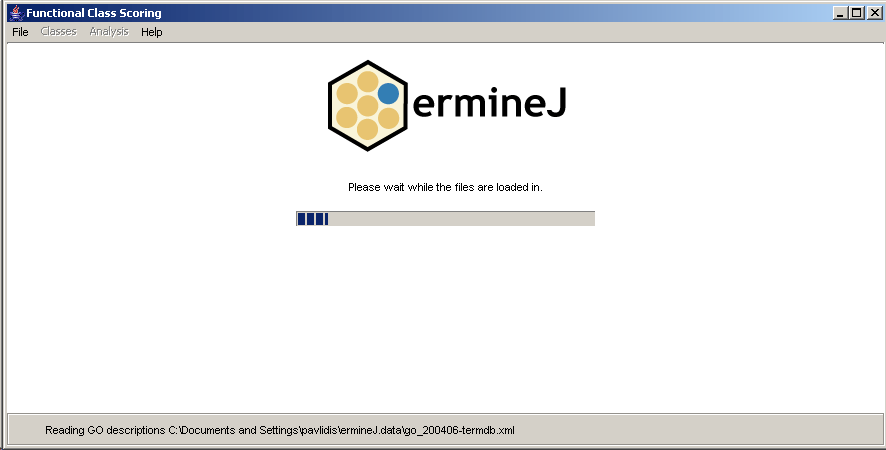 Functional Class Scoring
File Classes Analysis Help
ermineJ
Please wait while the files are loaded in.
Reading GO descriptions C:\Documents and Settings\pavlidis\ermineJ.data\go_200406-termdb.xml